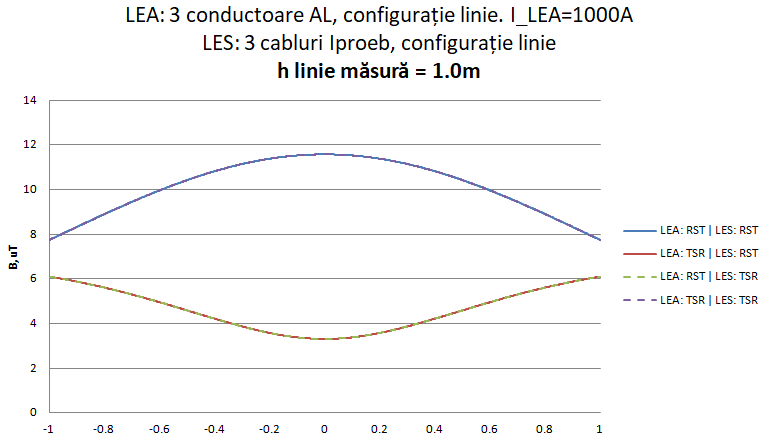 LEA: 3 conductoare AL, configurație linie. I_LEA=1000A
LES: 3 cabluri Iproeb, configurație linie
h linie măsură = 1.0m
14
12
10
8
6
4
2
0
B, uT
-1 -0.8 -0.6 -0.4 -0.2 0 0.2 0.4 0.6 0.8 1
LEA: RST | LES: RST
LEA: TSR | LES: RST
LEA: RST | LES: TSR
LEA: TSR | LES: TSR